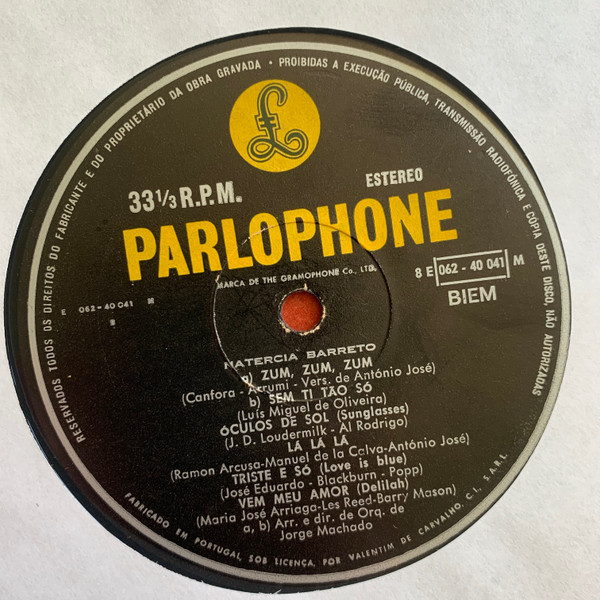 RESERVADOS TODOS OS DIREITOS DO FABRICANTE E DO PROPRIETÁRIO DA OBRA GRAVADA • PROIBIDAS A EXECUÇÃO PÚBLICA, TRANSMISSÃO RADIOFÓNICA E CÓPIA DESTE DISCO, NÃO AUTORIZADAS
£
33 1/3 R.P.M.
ESTEREO
PARLOPHONE
MARCA DE THE GRAMOPHONE Co., LTD.
8 E 062 - 40 041 M
BIEM
E 062-40 041 M
NATERCIA BARRETO
a) ZUM, ZUM, ZUM
(Canfora - Acrumi - Vers. de António José)
b) SEM TI TÃO SÓ
(Luís Miguel de Oliveira)
ÓCULOS DE SOL (Sunglasses)
(J. D. Loudermilk - Al Rodrigo)
LÁ LÁ LÁ
(Ramon Arcusa-Manuel de la Calva-António José)
TRISTE E SÓ (Love is blue)
(José Eduardo - Blackburn - Popp)
VEM MEU AMOR (Delilah)
(Maria José Arriaga-Les Reed-Barry Mason)
a, b) Arr. e dir. de Orq. de
Jorge Machado
FABRICADO EM PORTUGAL, SOB LICENÇA, POR VALENTIM DE CARVALHO, C.I., S.A.R.L.